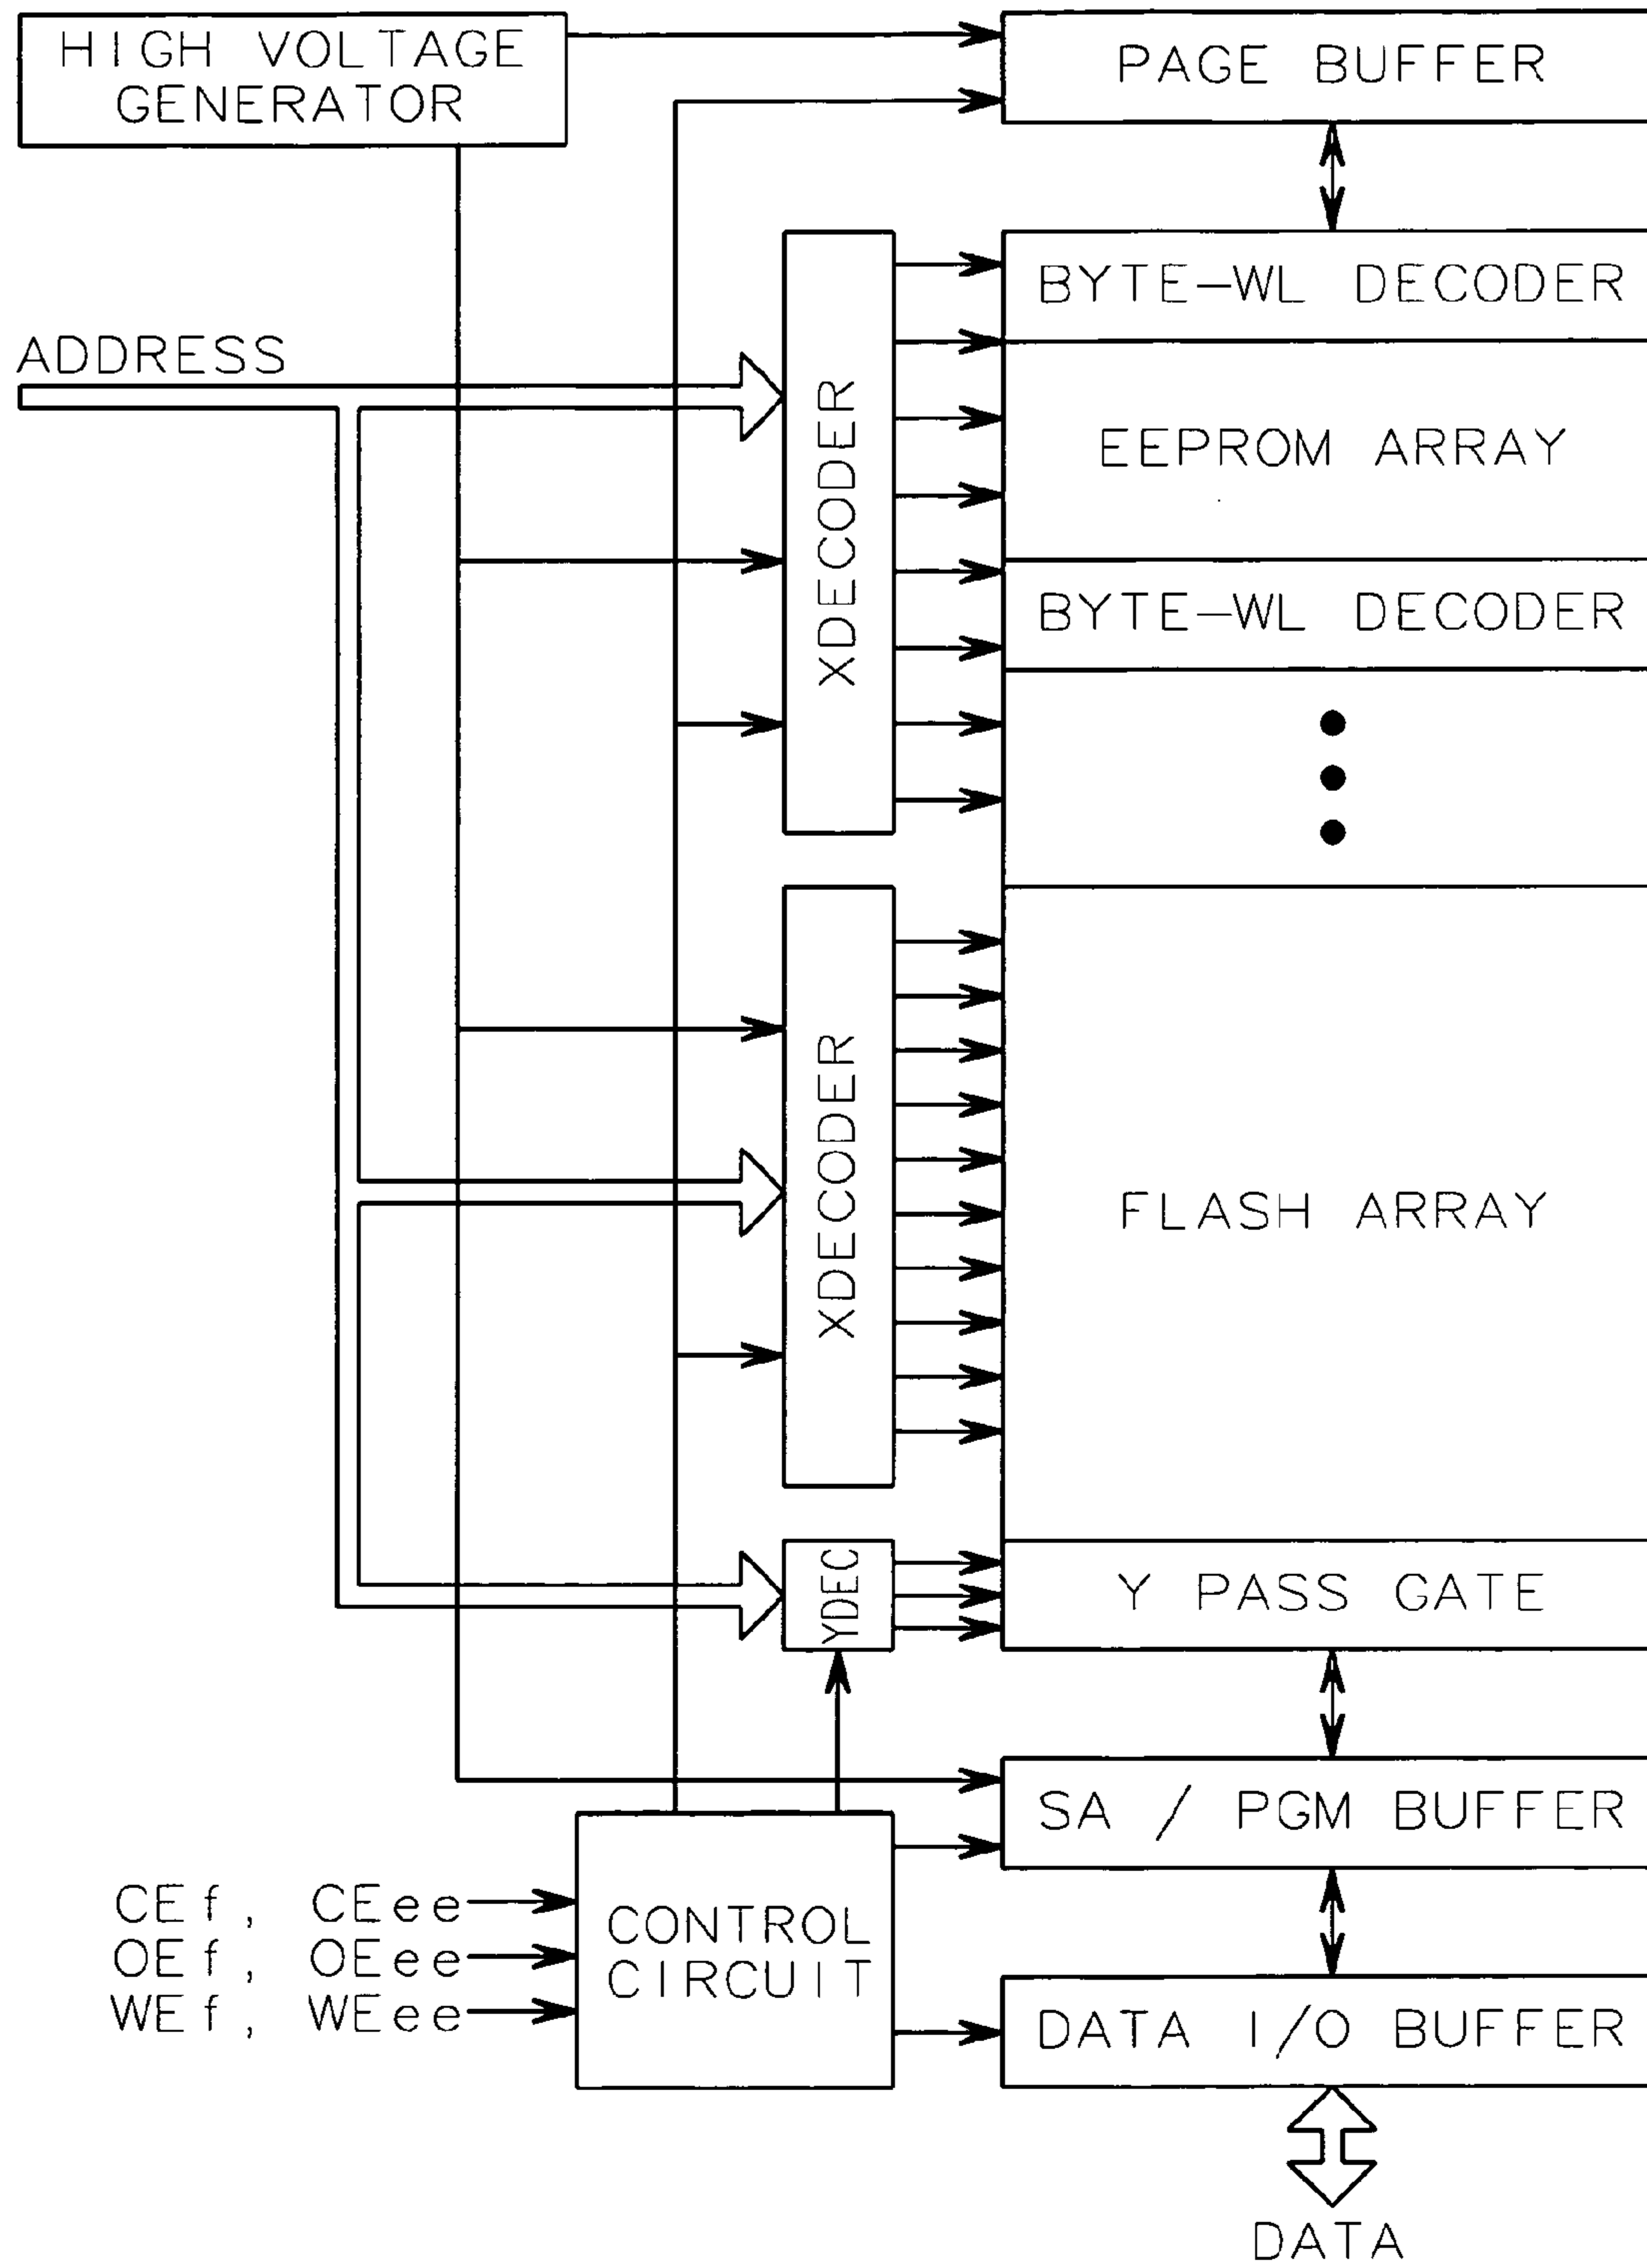 HIGH VOLTAGE
GENERATOR
PAGE BUFFER
BYTE-WL DECODER
ADDRESS
XDECODER
EEPROM ARRAY
BYTE-WL DECODER
XDECODER
FLASH ARRAY
YDEC
Y PASS GATE
SA / PGM BUFFER
CEf, CEee
OEf, OEee
WEf, WEee
CONTROL
CIRCUIT
DATA I/O BUFFER
DATA